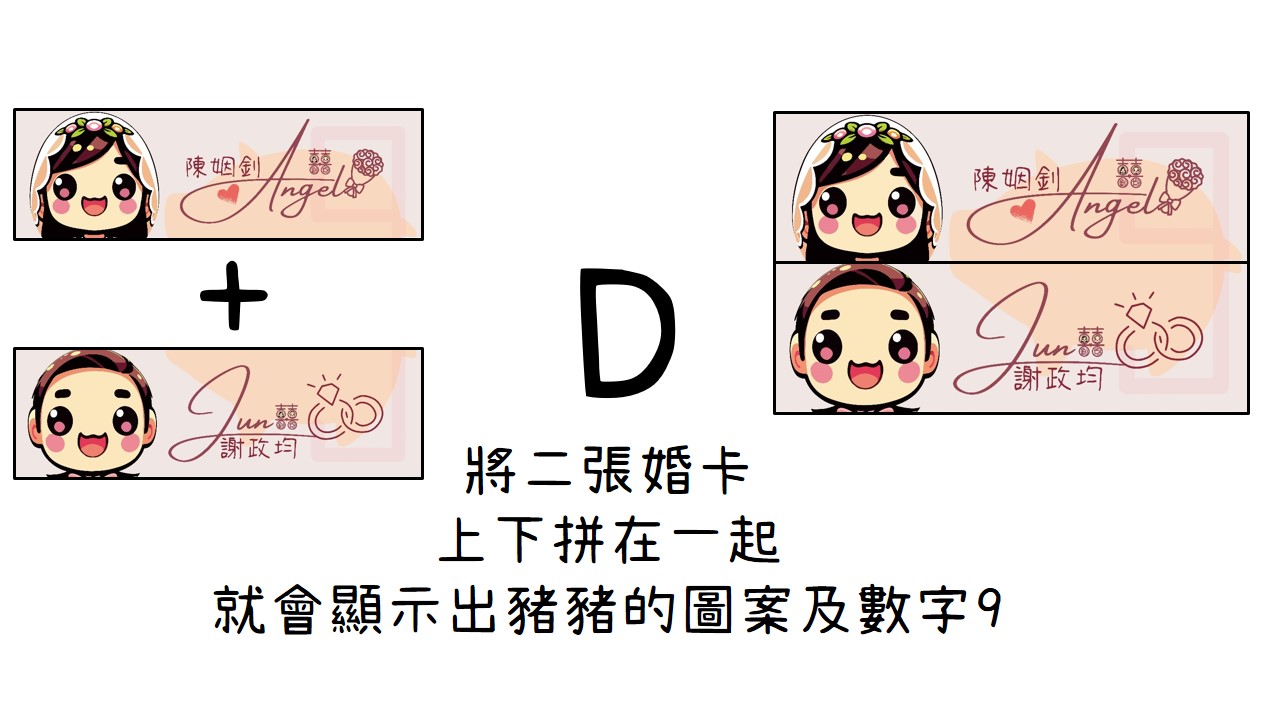 陳姻釗
Angel
囍
+
Jun
囍
謝政均
D
陳姻釗
Angel
囍
Jun
囍
謝政均
將二張婚卡
上下拼在一起
就會顯示出豬豬的圖案及數字9